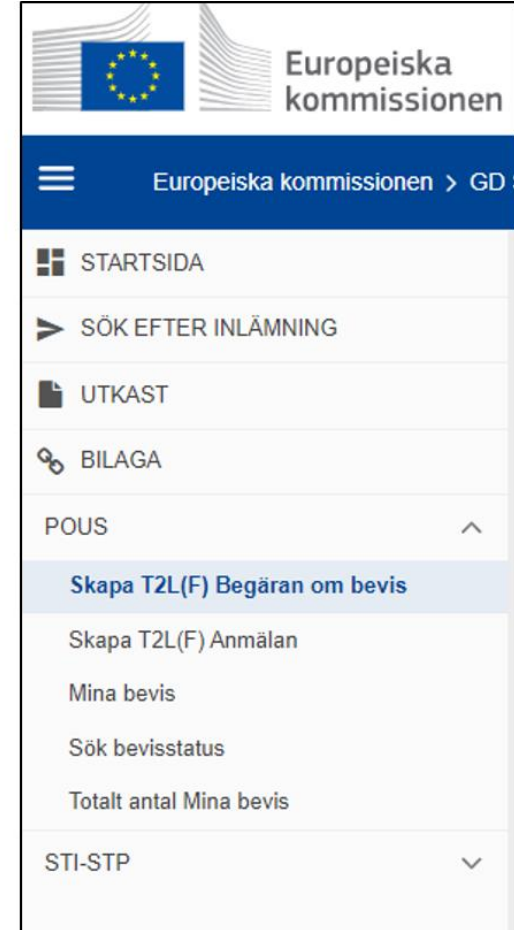 Europeiska
kommissionen
Europeiska kommissionen > GD
STARTSIDA
SÖK EFTER INLÄMNING
UTKAST
BILAGA
POUS
Skapa T2L(F) Begäran om bevis
Skapa T2L(F) Anmälan
Mina bevis
Sök bevisstatus
Totalt antal Mina bevis
STI-STP